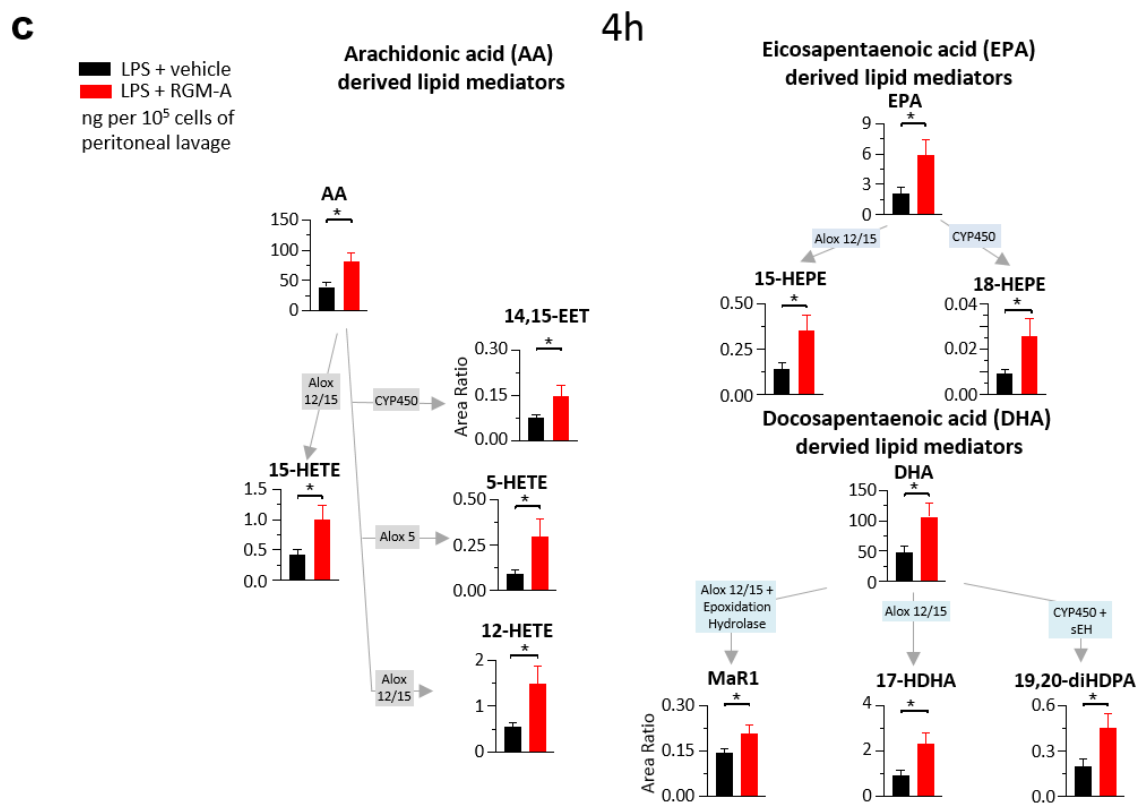 c
4h
LPS + vehicle
LPS + RGM-A
ng per 10⁵ cells of
peritoneal lavage
Arachidonic acid (AA)
derived lipid mediators
AA
*
150
100
50
0
Alox
12/15
CYP450
14,15-EET
*
Area Ratio
0.30
0.15
0.00
15-HETE
*
1.5
1.0
0.5
0.0
Alox 5
5-HETE
*
0.50
0.25
0.00
Alox
12/15
12-HETE
*
2
1
0
Eicosapentaenoic acid (EPA)
derived lipid mediators
EPA
*
9
6
3
0
Alox 12/15
CYP450
15-HEPE
*
0.50
0.25
0.00
18-HEPE
*
0.04
0.02
0.00
Docosapentaenoic acid (DHA)
dervied lipid mediators
DHA
*
150
100
50
0
Alox 12/15 +
Epoxidation
Hydrolase
Alox 12/15
CYP450 +
sEH
MaR1
*
Area Ratio
0.30
0.15
0.00
17-HDHA
*
4
2
0
19,20-diHDPA
*
0.6
0.3
0.0